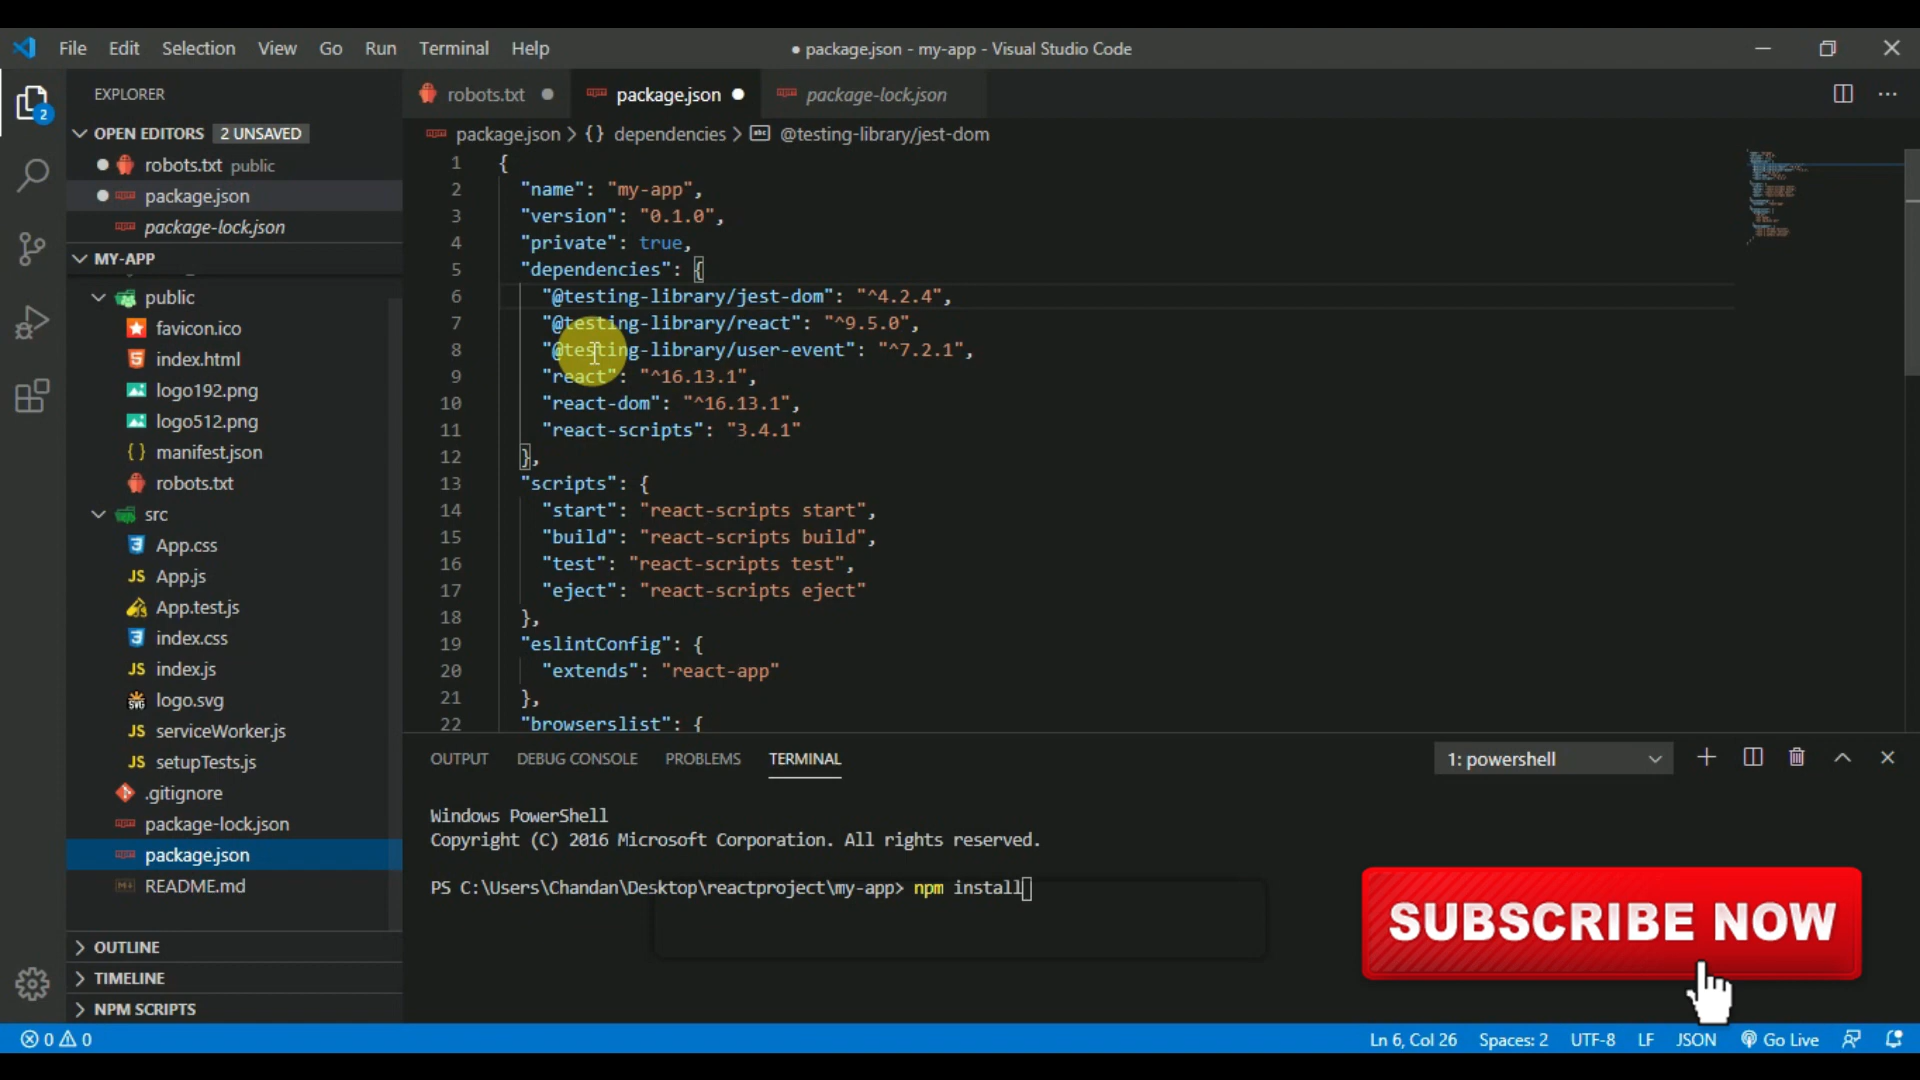 File Edit Selection View Go Run Terminal Help
● package.json - my-app - Visual Studio Code
EXPLORER
OPEN EDITORS 2 UNSAVED
robots.txt public
package.json
package-lock.json
MY-APP
public
favicon.ico
index.html
logo192.png
logo512.png
manifest.json
robots.txt
src
App.css
App.js
App.test.js
index.css
index.js
logo.svg
serviceWorker.js
setupTests.js
.gitignore
package-lock.json
package.json
README.md
OUTLINE
TIMELINE
NPM SCRIPTS
2
robots.txt package.json package-lock.json
package.json > {} dependencies > abc @testing-library/jest-dom
1 {
2 "name": "my-app",
3 "version": "0.1.0",
4 "private": true,
5 "dependencies": {
6 "@testing-library/jest-dom": "^4.2.4",
7 "@testing-library/react": "^9.5.0",
8 "@testing-library/user-event": "^7.2.1",
9 "react": "^16.13.1",
10 "react-dom": "^16.13.1",
11 "react-scripts": "3.4.1"
12 },
13 "scripts": {
14 "start": "react-scripts start",
15 "build": "react-scripts build",
16 "test": "react-scripts test",
17 "eject": "react-scripts eject"
18 },
19 "eslintConfig": {
20 "extends": "react-app"
21 },
22 "browserslist": {
OUTPUT DEBUG CONSOLE PROBLEMS TERMINAL
1: powershell
Windows PowerShell
Copyright (C) 2016 Microsoft Corporation. All rights reserved.
PS C:\Users\Chandan\Desktop\reactproject\my-app> npm install
SUBSCRIBE NOW
0 0
Ln 6, Col 26 Spaces: 2 UTF-8 LF JSON Go Live